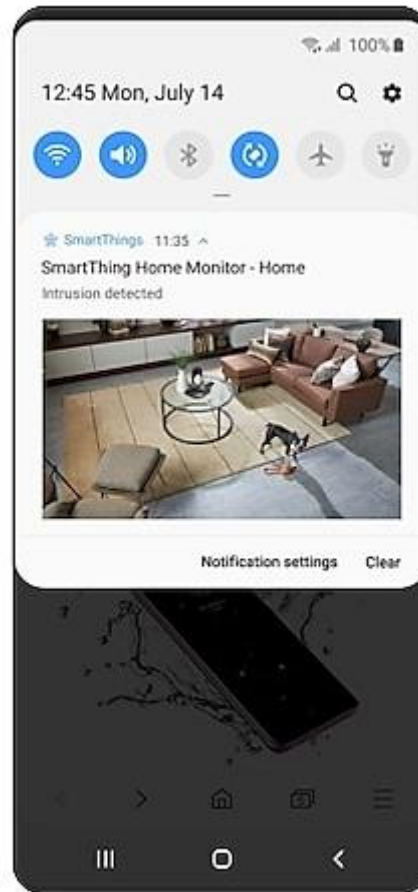 100%
12:45 Mon, July 14
SmartThings 11:35
SmartThing Home Monitor - Home
Intrusion detected
Notification settings Clear